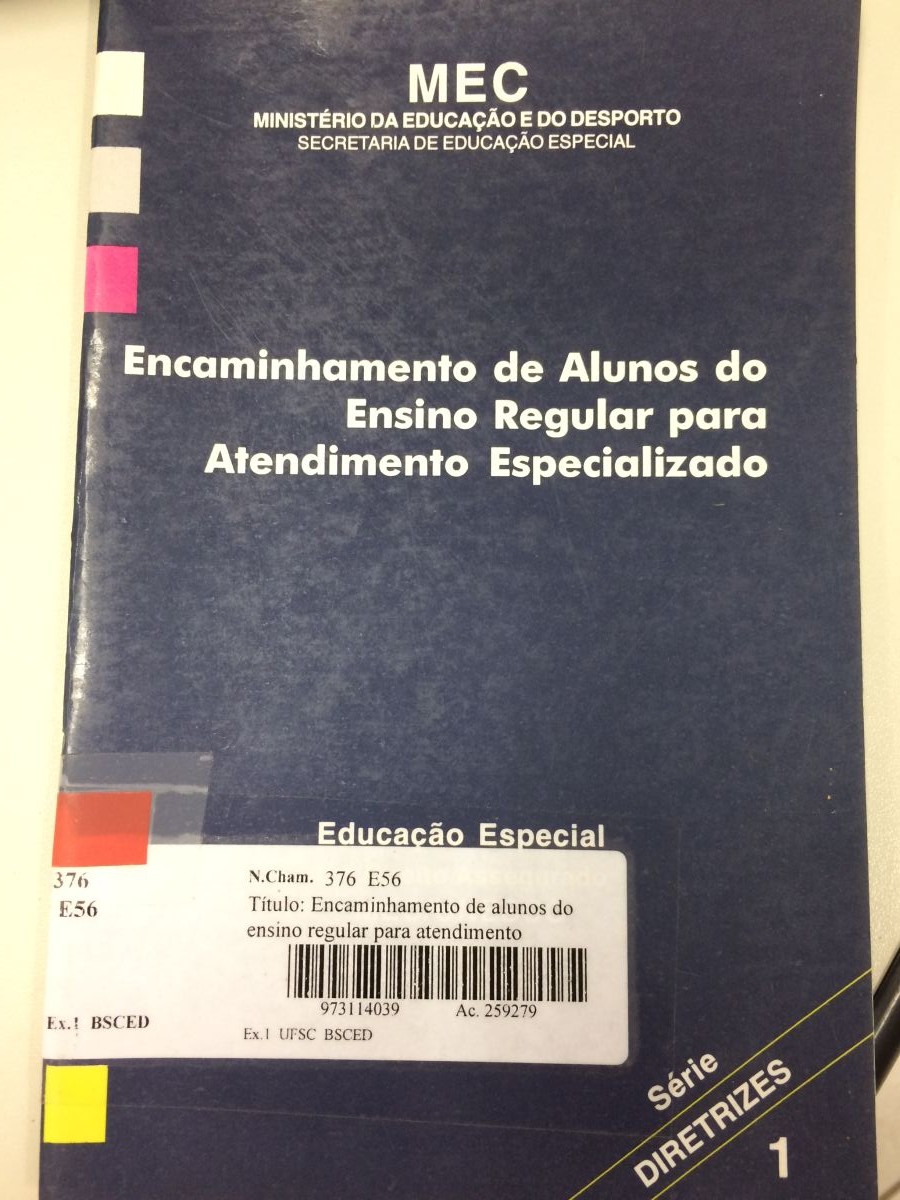 MEC
MINISTÉRIO DA EDUCAÇÃO E DO DESPORTO
SECRETARIA DE EDUCAÇÃO ESPECIAL
Encaminhamento de Alunos do
Ensino Regular para
Atendimento Especializado
Educação Especial
376
E56
Ex.1 BSCED
N.Cham. 376 E56
Título: Encaminhamento de alunos do
ensino regular para atendimento
973114039 Ac. 259279
Ex.1 UFSC BSCED
Série
DIRETRIZES
1